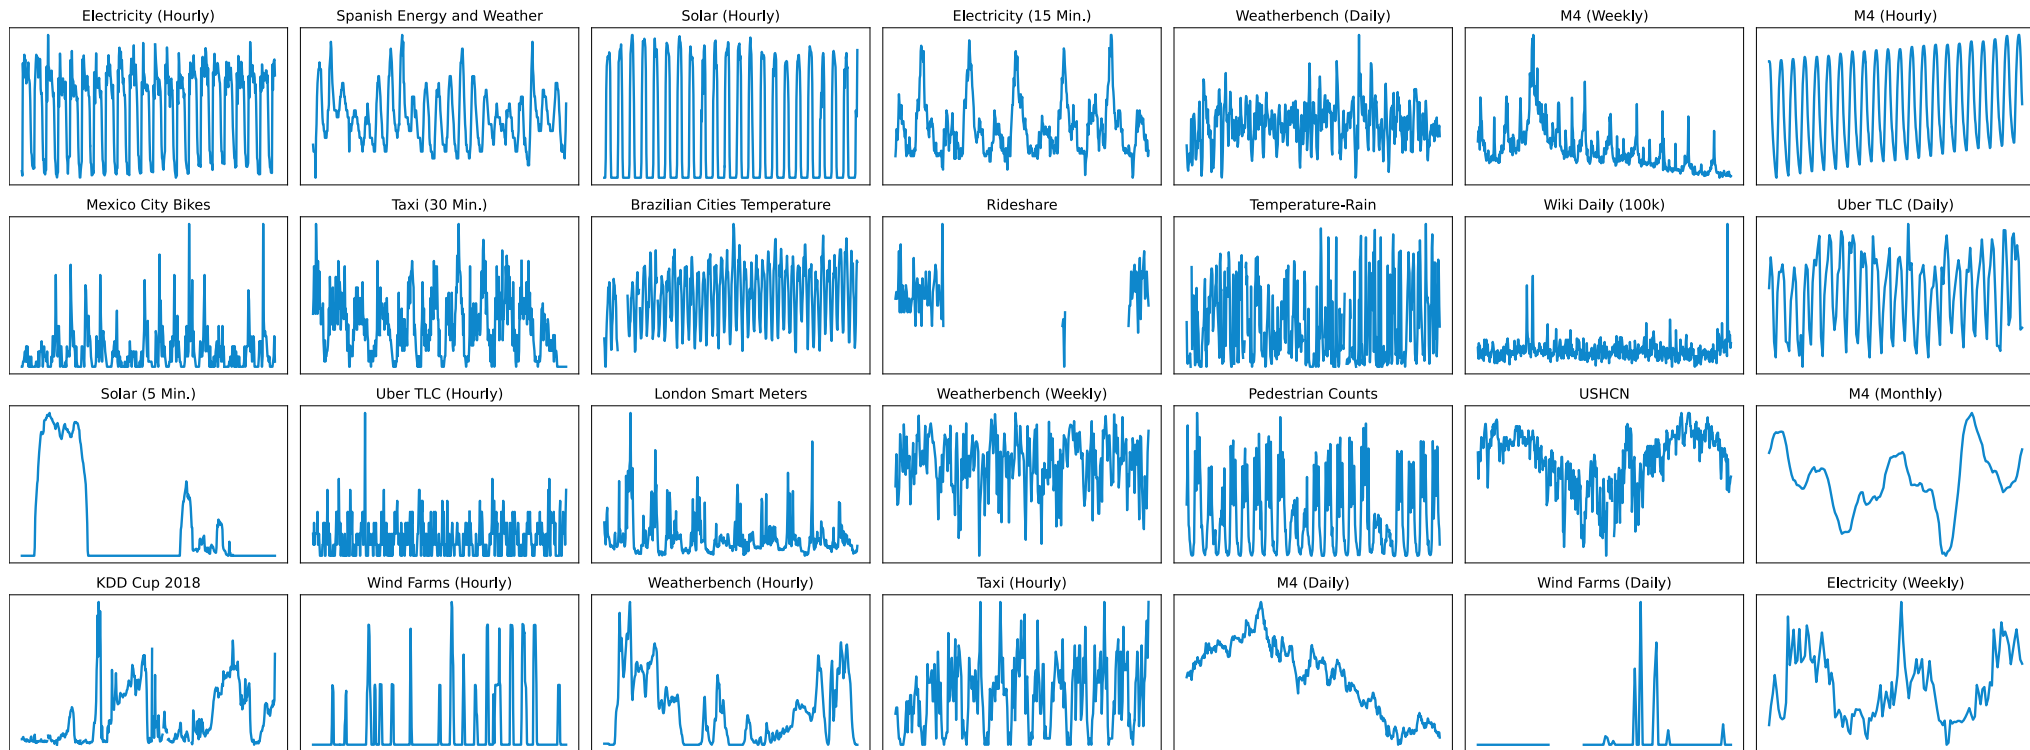 Electricity (Hourly)
Spanish Energy and Weather
Solar (Hourly)
Electricity (15 Min.)
Weatherbench (Daily)
M4 (Weekly)
M4 (Hourly)
Mexico City Bikes
Taxi (30 Min.)
Brazilian Cities Temperature
Rideshare
Temperature-Rain
Wiki Daily (100k)
Uber TLC (Daily)
Solar (5 Min.)
Uber TLC (Hourly)
London Smart Meters
Weatherbench (Weekly)
Pedestrian Counts
USHCN
M4 (Monthly)
KDD Cup 2018
Wind Farms (Hourly)
Weatherbench (Hourly)
Taxi (Hourly)
M4 (Daily)
Wind Farms (Daily)
Electricity (Weekly)